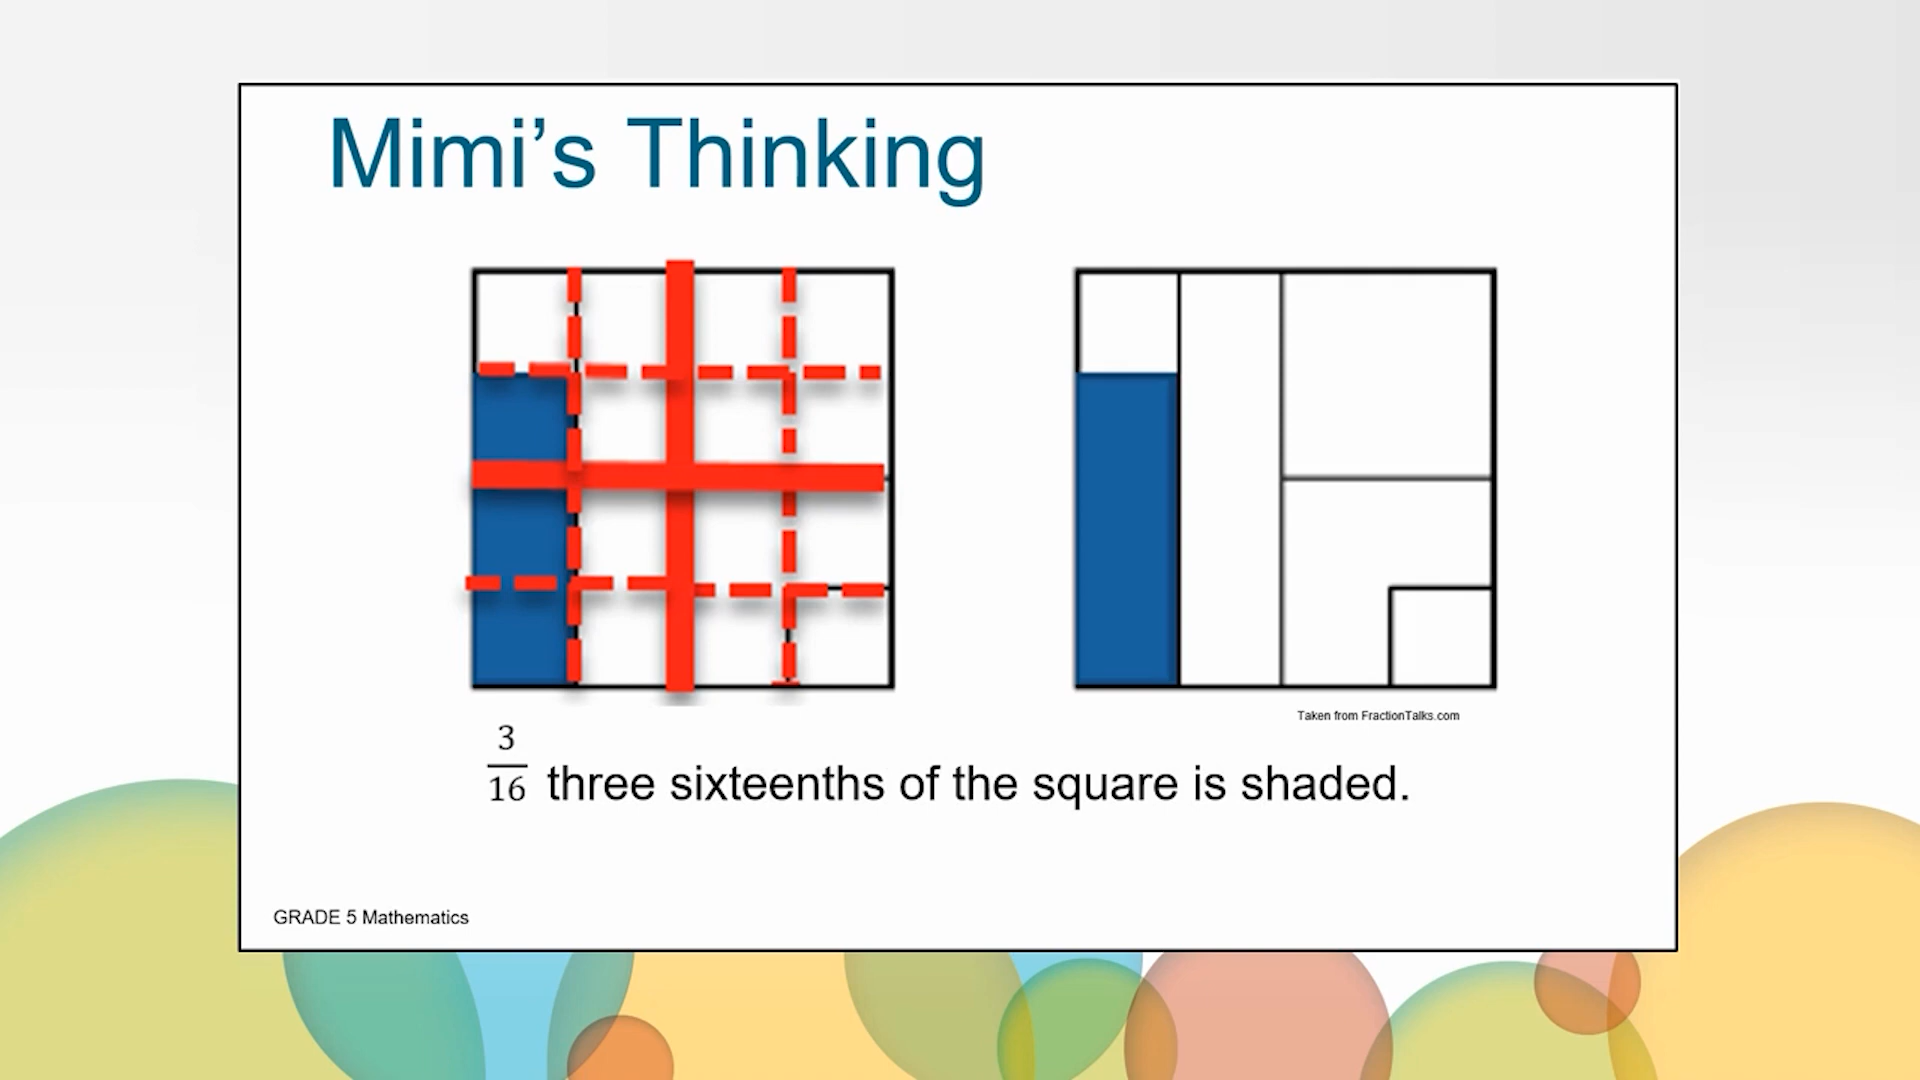 Mimi’s Thinking
Taken from FractionTalks.com
3
16 three sixteenths of the square is shaded.
GRADE 5 Mathematics